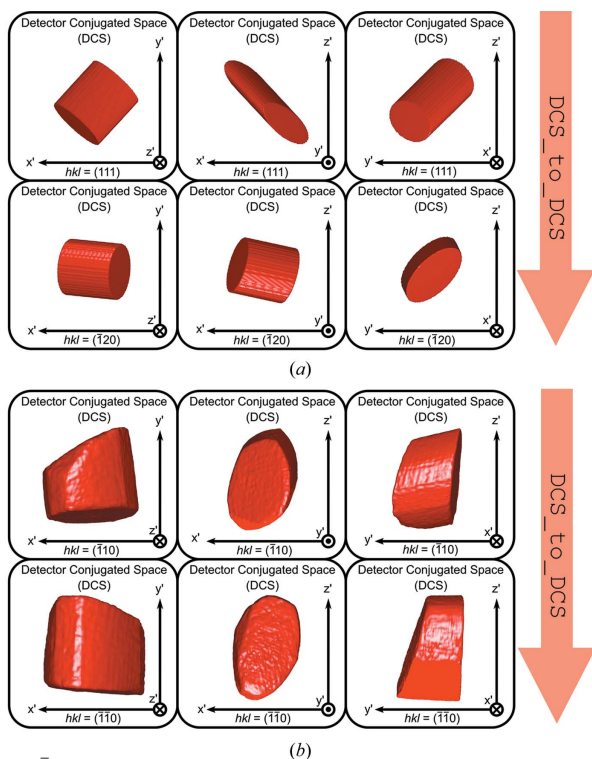 Detector Conjugated Space
(DCS)
y'
x'
z'
hkl = (111)
Detector Conjugated Space
(DCS)
z'
x'
y'
hkl = (111)
Detector Conjugated Space
(DCS)
z'
y'
x'
hkl = (111)
DCS_to_DCS
Detector Conjugated Space
(DCS)
y'
x'
z'
hkl = (1̅20)
Detector Conjugated Space
(DCS)
z'
x'
y'
hkl = (1̅20)
Detector Conjugated Space
(DCS)
z'
y'
x'
hkl = (1̅20)
(a)
Detector Conjugated Space
(DCS)
y'
x'
z'
hkl = (1̅10)
Detector Conjugated Space
(DCS)
z'
x'
y'
hkl = (1̅10)
Detector Conjugated Space
(DCS)
z'
y'
x'
hkl = (1̅10)
DCS_to_DCS
Detector Conjugated Space
(DCS)
y'
x'
z'
hkl = (1̅1̅0)
Detector Conjugated Space
(DCS)
z'
x'
y'
hkl = (1̅1̅0)
Detector Conjugated Space
(DCS)
z'
y'
x'
hkl = (1̅1̅0)
(b)